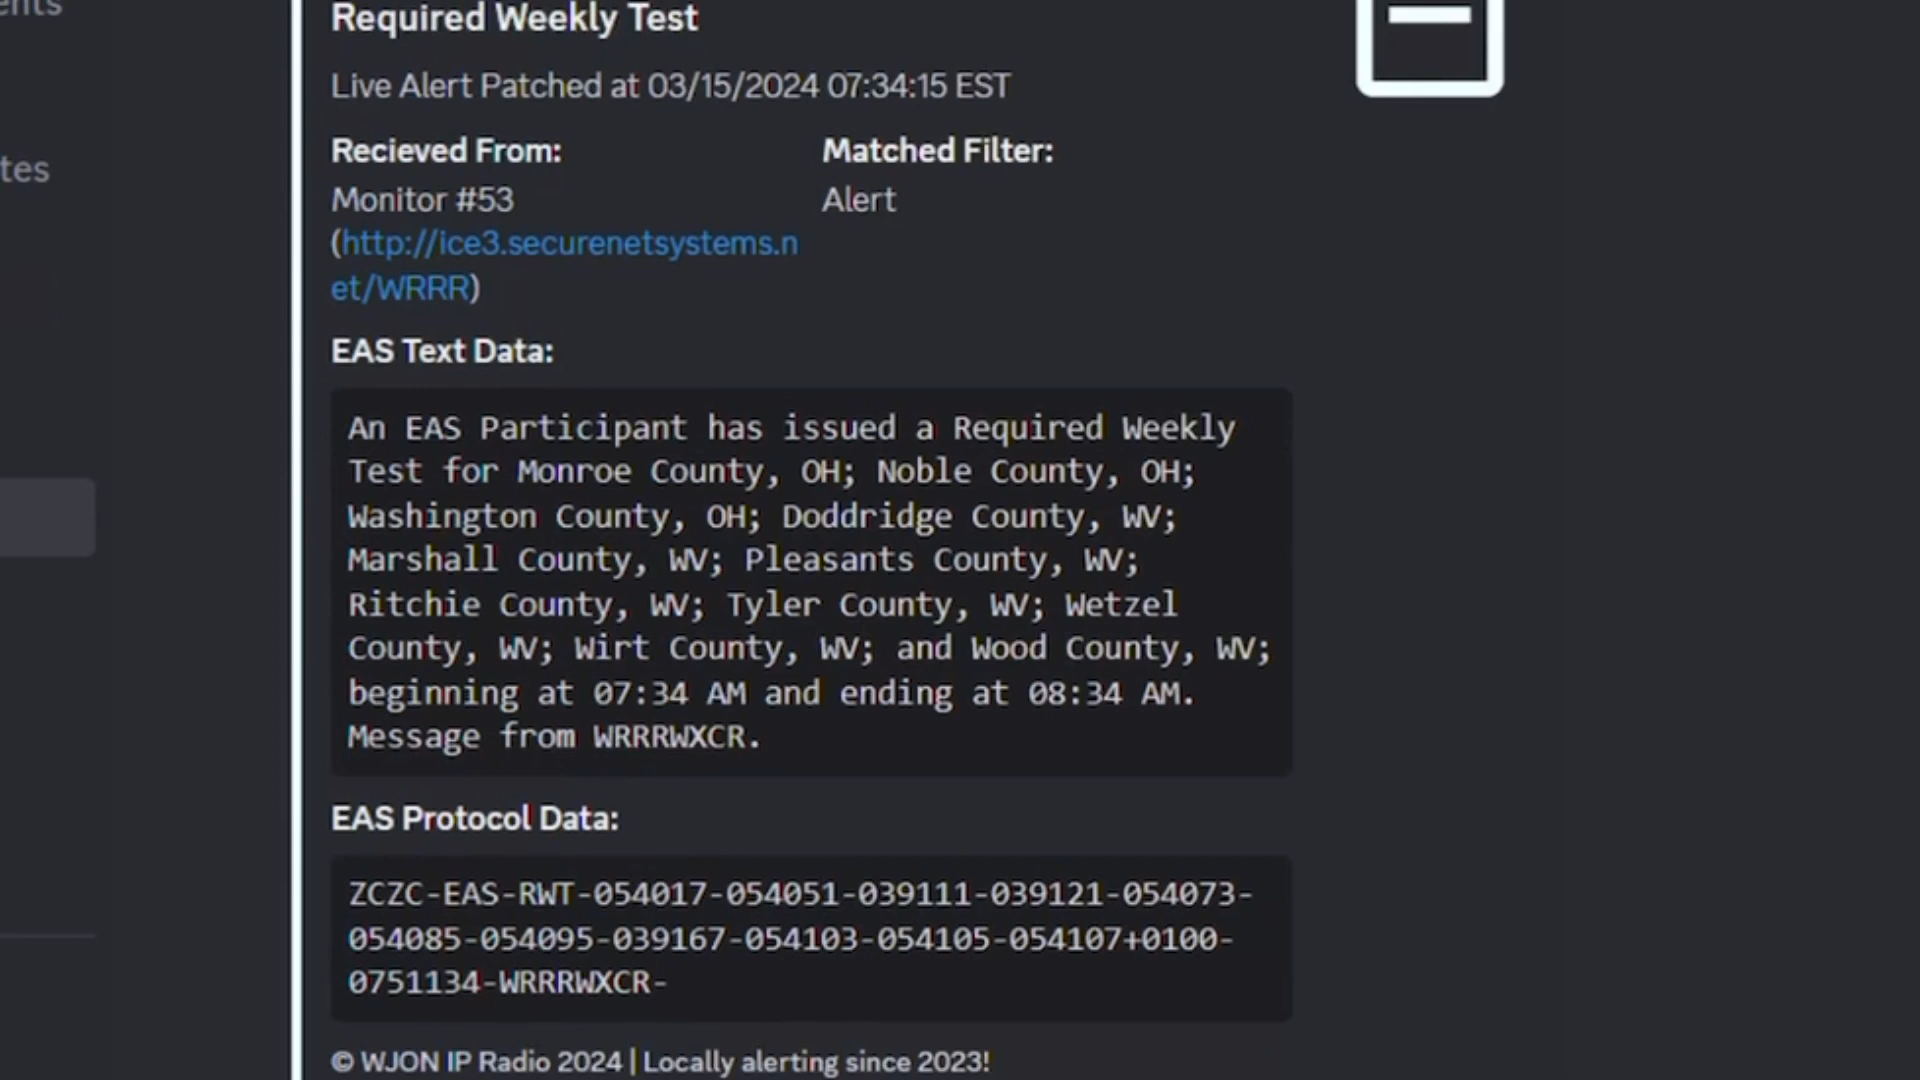 ents
Required Weekly Test
Live Alert Patched at 03/15/2024 07:34:15 EST
tes
Recieved From:
Matched Filter:
Monitor #53
Alert
(http://ice3.securenetsystems.n
et/WRRR)
EAS Text Data:
An EAS Participant has issued a Required Weekly
Test for Monroe County, OH; Noble County, OH;
Washington County, OH; Doddridge County, WV;
Marshall County, WV; Pleasants County, WV;
Ritchie County, WV; Tyler County, WV; Wetzel
County, WV; Wirt County, WV; and Wood County, WV;
beginning at 07:34 AM and ending at 08:34 AM.
Message from WRRRWXCR.
EAS Protocol Data:
ZCZC-EAS-RWT-054017-054051-039111-039121-054073-
054085-054095-039167-054103-054105-054107+0100-
0751134-WRRRWXCR-
© WJON IP Radio 2024 | Locally alerting since 2023!